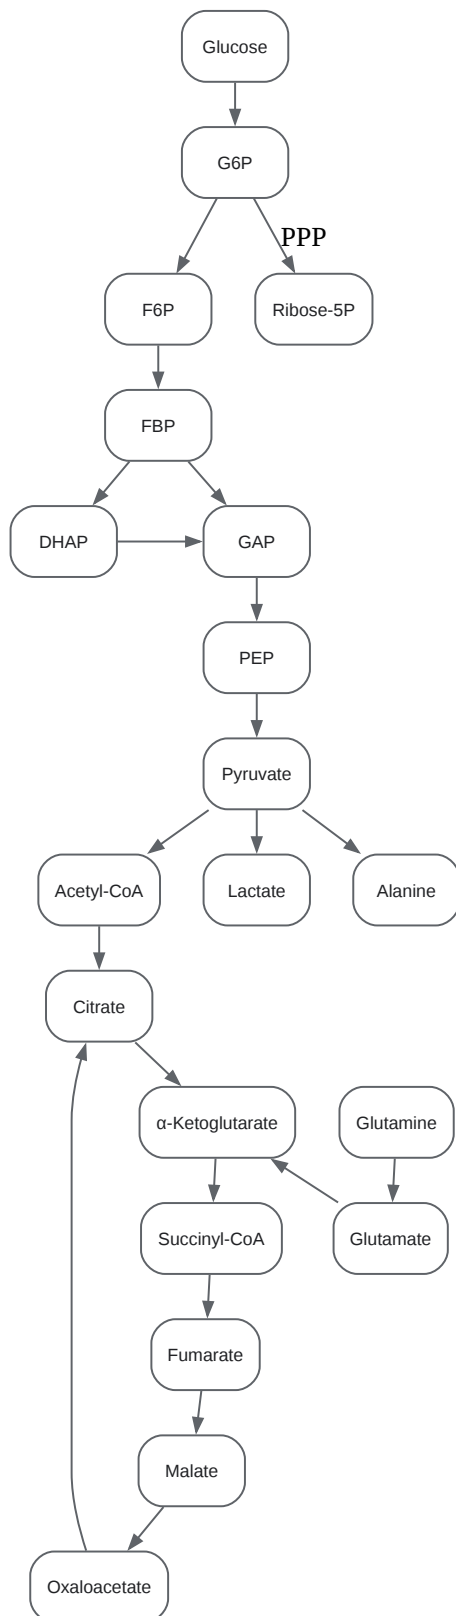 Glucose
G6P
PPP
F6P
Ribose-5P
FBP
DHAP
GAP
PEP
Pyruvate
Acetyl-CoA
Lactate
Alanine
Citrate
α-Ketoglutarate
Glutamine
Succinyl-CoA
Glutamate
Fumarate
Malate
Oxaloacetate